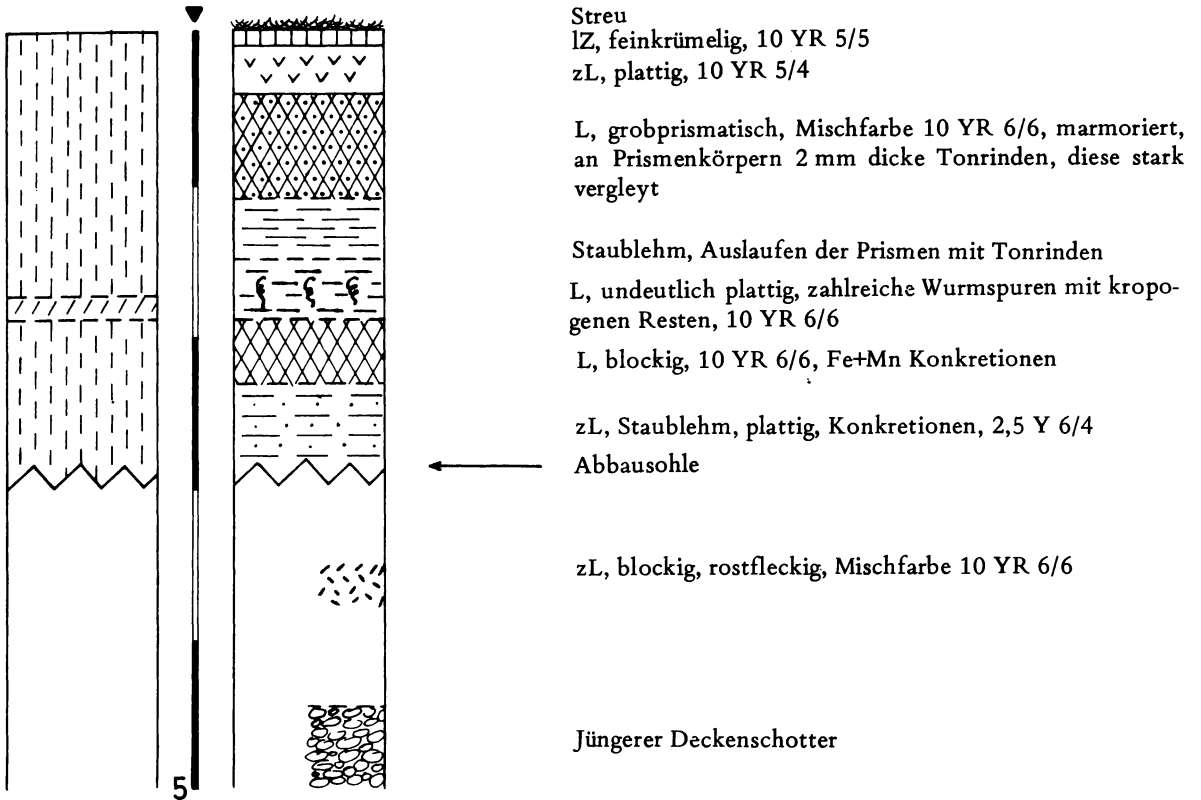 Streu
lZ, feinkrümelig, 10 YR 5/5
zL, plattig, 10 YR 5/4
L, grobprismatisch, Mischfarbe 10 YR 6/6, marmoriert,
an Prismenkörpern 2 mm dicke Tonrinden, diese stark
vergleyt
Staublehm, Auslaufen der Prismen mit Tonrinden
L, undeutlich plattig, zahlreiche Wurmspuren mit kropo-
genen Resten, 10 YR 6/6
L, blockig, 10 YR 6/6, Fe+Mn Konkretionen
zL, Staublehm, plattig, Konkretionen, 2,5 Y 6/4
Abbausohle
zL, blockig, rostfleckig, Mischfarbe 10 YR 6/6
Jüngerer Deckenschotter
5